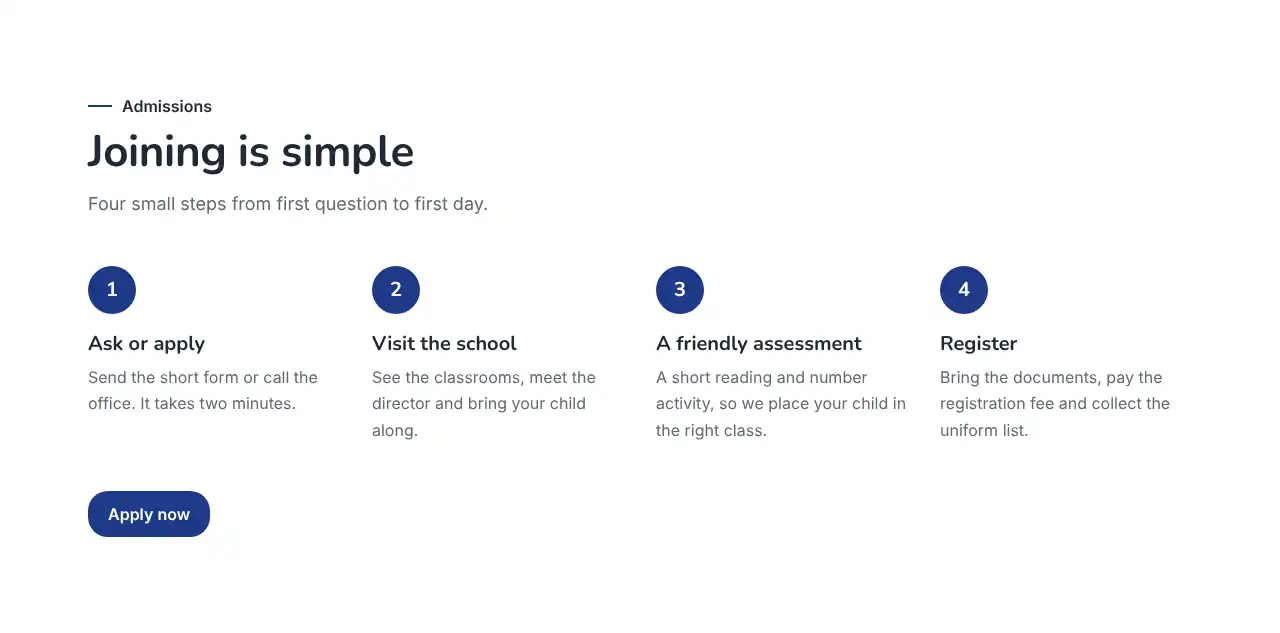 Admissions
Joining is simple
Four small steps from first question to first day.
1
Ask or apply
Send the short form or call the
office. It takes two minutes.
2
Visit the school
See the classrooms, meet the
director and bring your child
along.
3
A friendly assessment
A short reading and number
activity, so we place your child in
the right class.
4
Register
Bring the documents, pay the
registration fee and collect the
uniform list.
Apply now